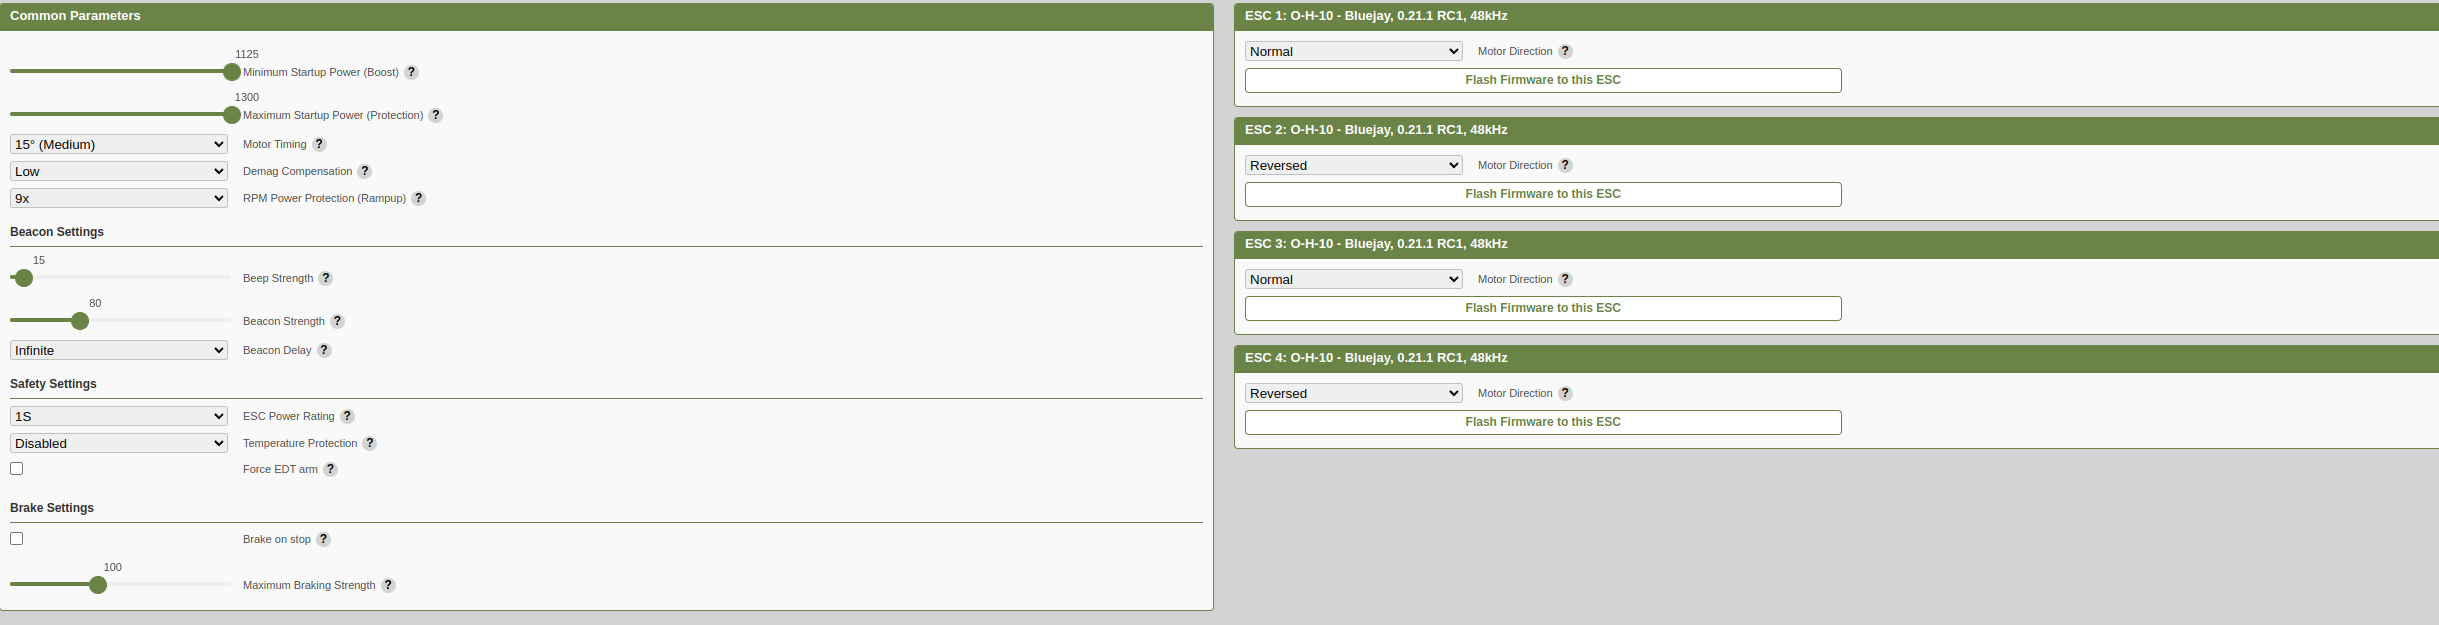 Common Parameters
1125
Minimum Startup Power (Boost) ?
1300
Maximum Startup Power (Protection) ?
15° (Medium) Motor Timing ?
Low Demag Compensation ?
9x RPM Power Protection (Rampup) ?
Beacon Settings
15
Beep Strength ?
80
Beacon Strength ?
Infinite Beacon Delay ?
Safety Settings
1S ESC Power Rating ?
Disabled Temperature Protection ?
Force EDT arm ?
Brake Settings
Brake on stop ?
100
Maximum Braking Strength ?
ESC 1: O-H-10 - Bluejay, 0.21.1 RC1, 48kHz
Normal Motor Direction ?
Flash Firmware to this ESC
ESC 2: O-H-10 - Bluejay, 0.21.1 RC1, 48kHz
Reversed Motor Direction ?
Flash Firmware to this ESC
ESC 3: O-H-10 - Bluejay, 0.21.1 RC1, 48kHz
Normal Motor Direction ?
Flash Firmware to this ESC
ESC 4: O-H-10 - Bluejay, 0.21.1 RC1, 48kHz
Reversed Motor Direction ?
Flash Firmware to this ESC